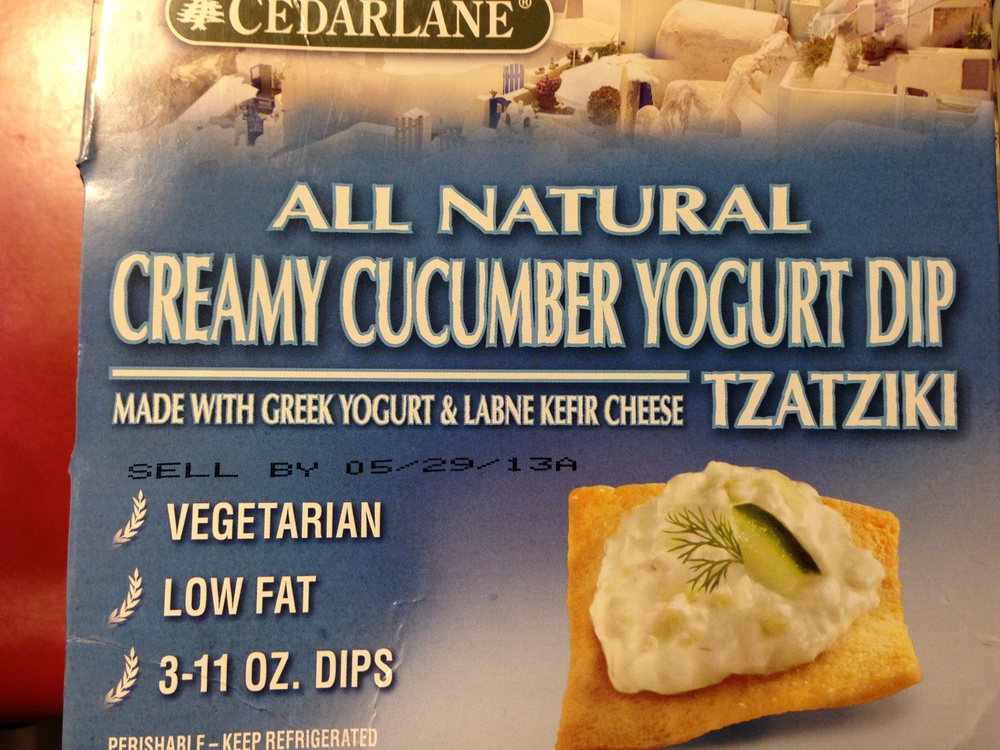 CEDARLANE®
ALL NATURAL
CREAMY CUCUMBER YOGURT DIP
MADE WITH GREEK YOGURT & LABNE KEFIR CHEESE TZATZIKI
SELL BY 05/29/13A
VEGETARIAN
LOW FAT
3-11 OZ. DIPS
PERISHABLE – KEEP REFRIGERATED